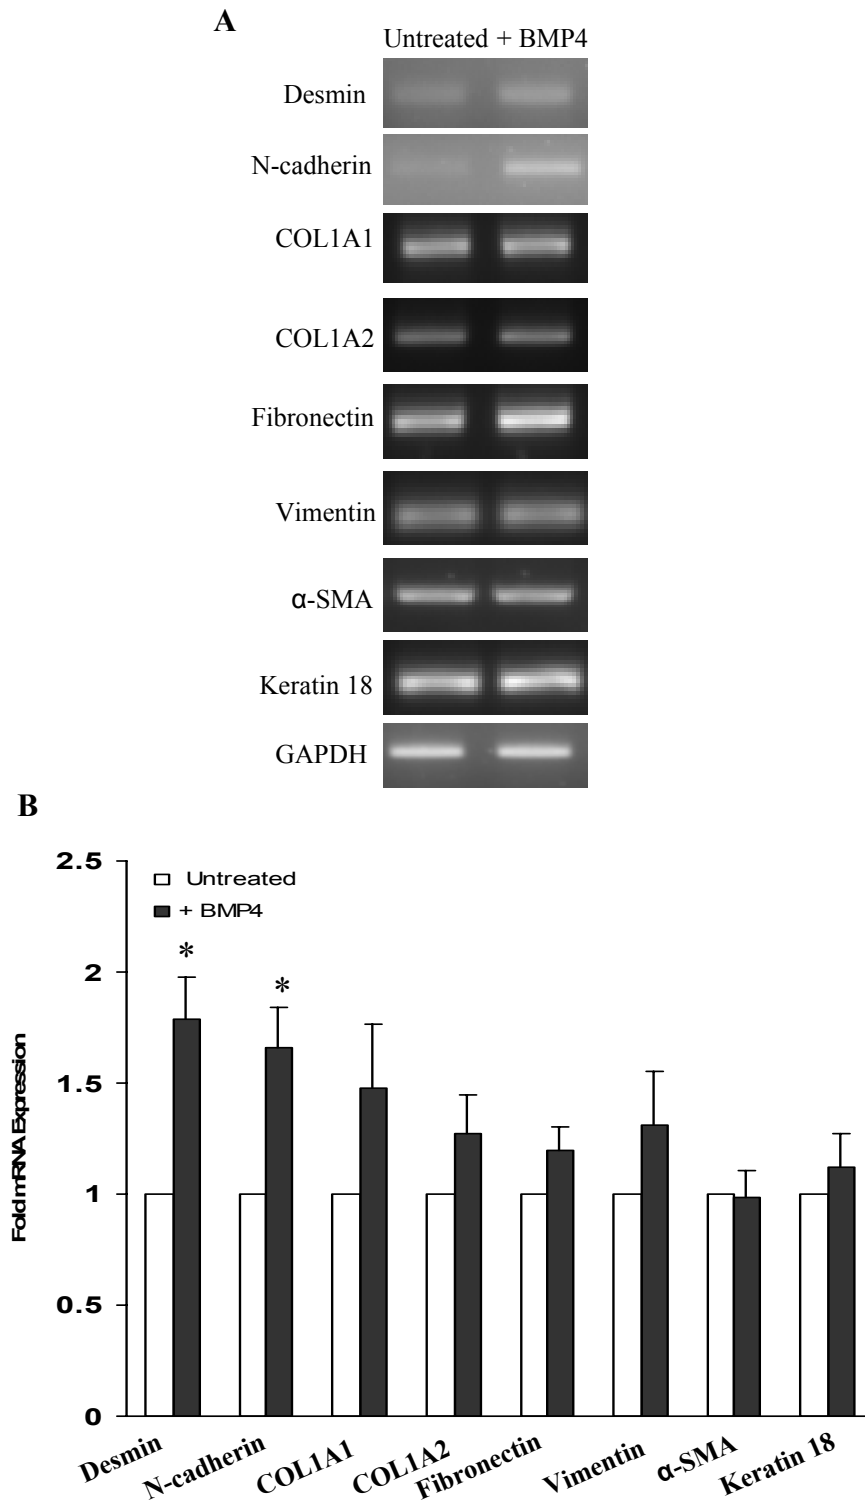 A
Untreated + BMP4
Desmin
N-cadherin
COL1A1
COL1A2
Fibronectin
Vimentin
α-SMA
Keratin 18
GAPDH
B
2.5
2
1.5
1
0.5
0
Fold mRNA Expression
Untreated
+ BMP4
*
*
Desmin
N-cadherin
COL1A1
COL1A2
Fibronectin
Vimentin
α-SMA
Keratin 18